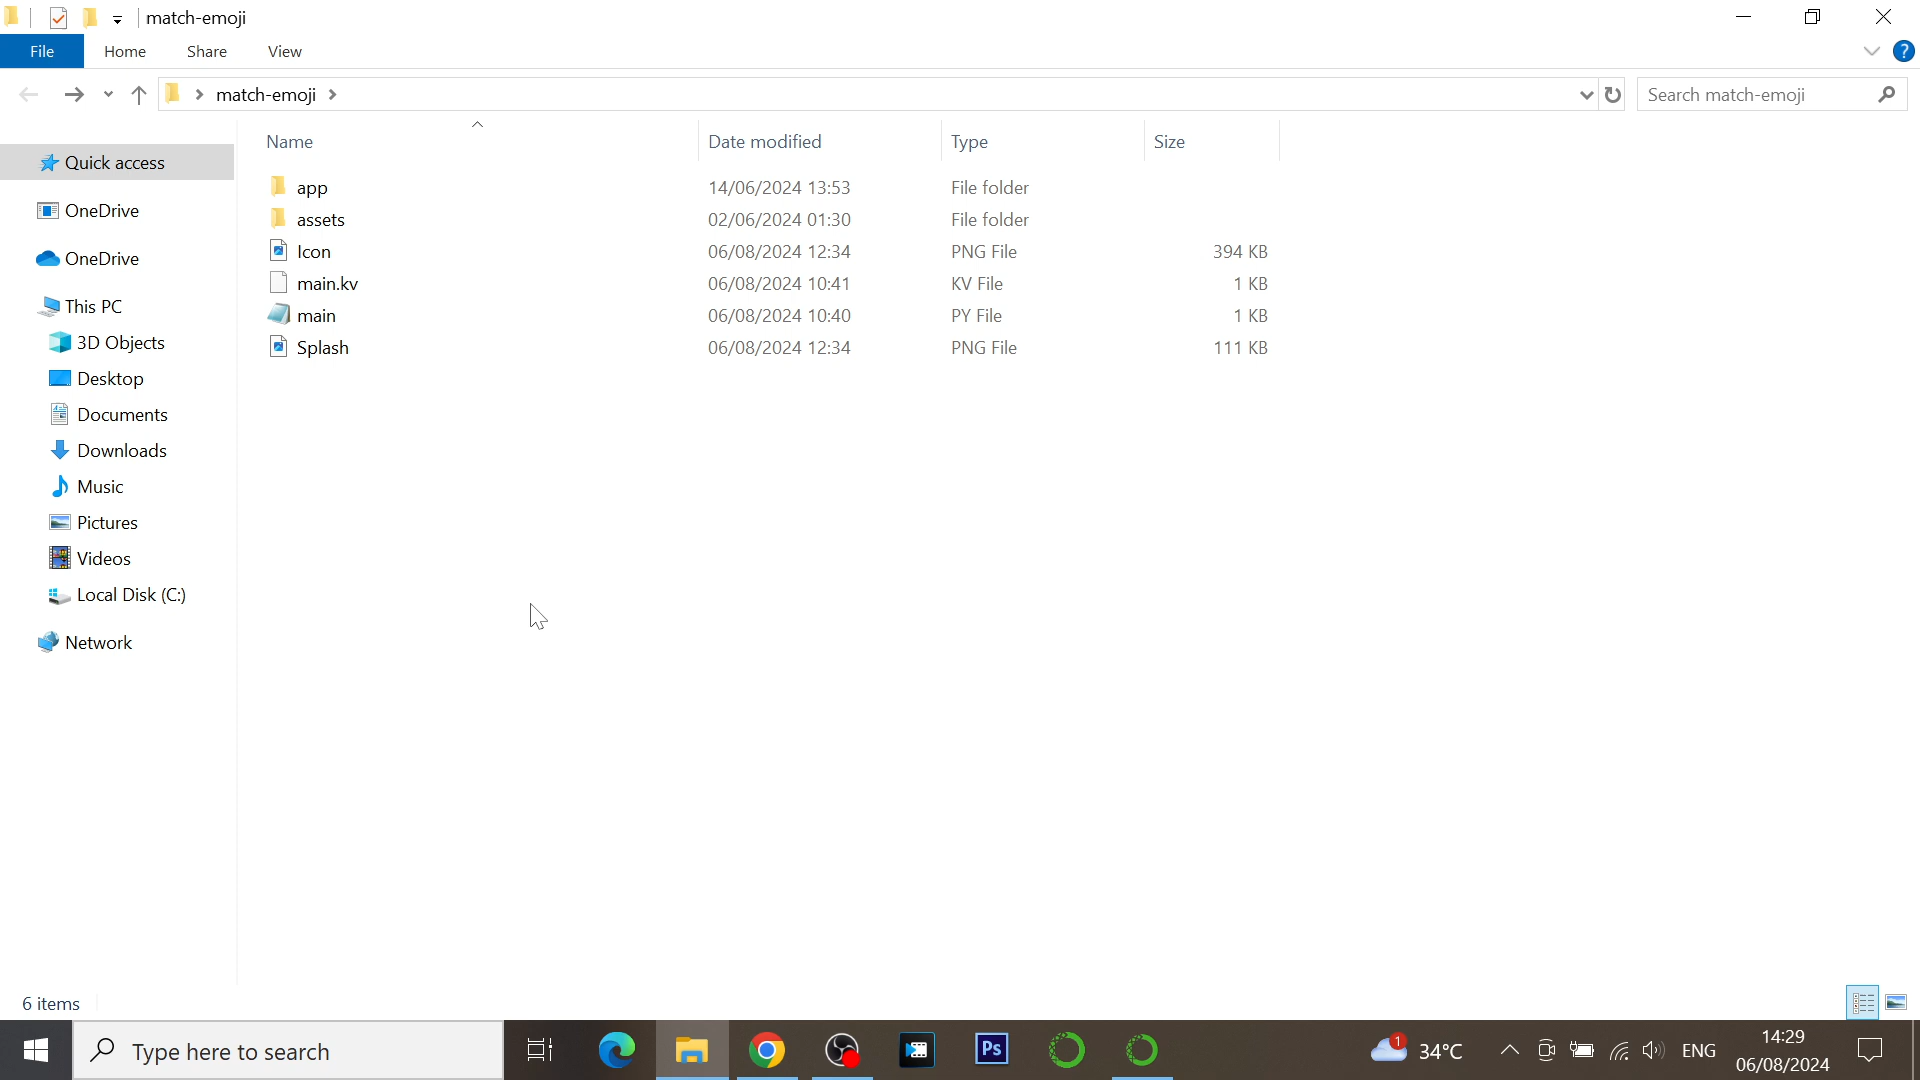 match-emoji
File Home Share View ?
match-emoji Search match-emoji
Name Date modified Type Size
Quick access
OneDrive
OneDrive
This PC
3D Objects
Desktop
Documents
Downloads
Music
Pictures
Videos
Local Disk (C:)
Network
app 14/06/2024 13:53 File folder
assets 02/06/2024 01:30 File folder
Icon 06/08/2024 12:34 PNG File 394 KB
main.kv 06/08/2024 10:41 KV File 1 KB
main 06/08/2024 10:40 PY File 1 KB
Splash 06/08/2024 12:34 PNG File 111 KB
6 items
Type here to search Ps 1 34°C ENG 14:29
06/08/2024